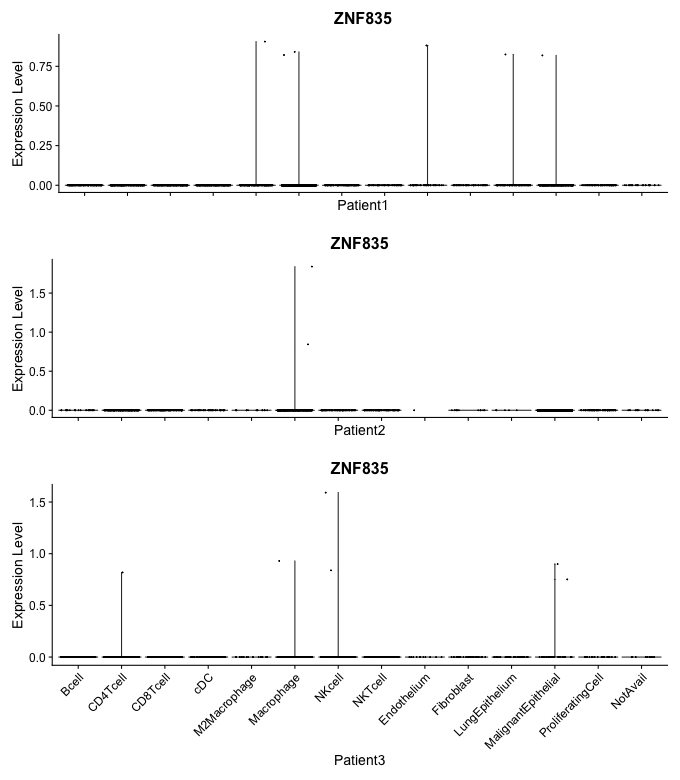 ZNF835
Expression Level
0.75
0.50
0.25
0.00
Patient1
ZNF835
Expression Level
1.5
1.0
0.5
0.0
Patient2
ZNF835
Expression Level
1.5
1.0
0.5
0.0
Bcell
CD4Tcell
CD8Tcell
cDC
M2Macrophage
Macrophage
NKcell
NKTcell
Endothelium
Fibroblast
LungEpithelium
MalignantEpithelial
ProliferatingCell
NotAvail
Patient3